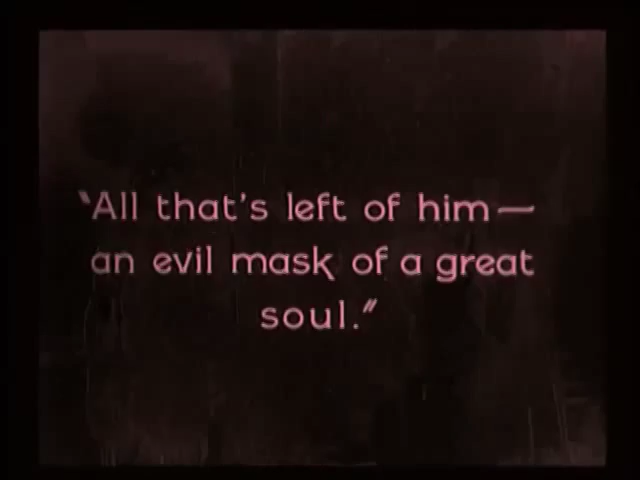 "All that's left of him—
an evil mask of a great
soul."